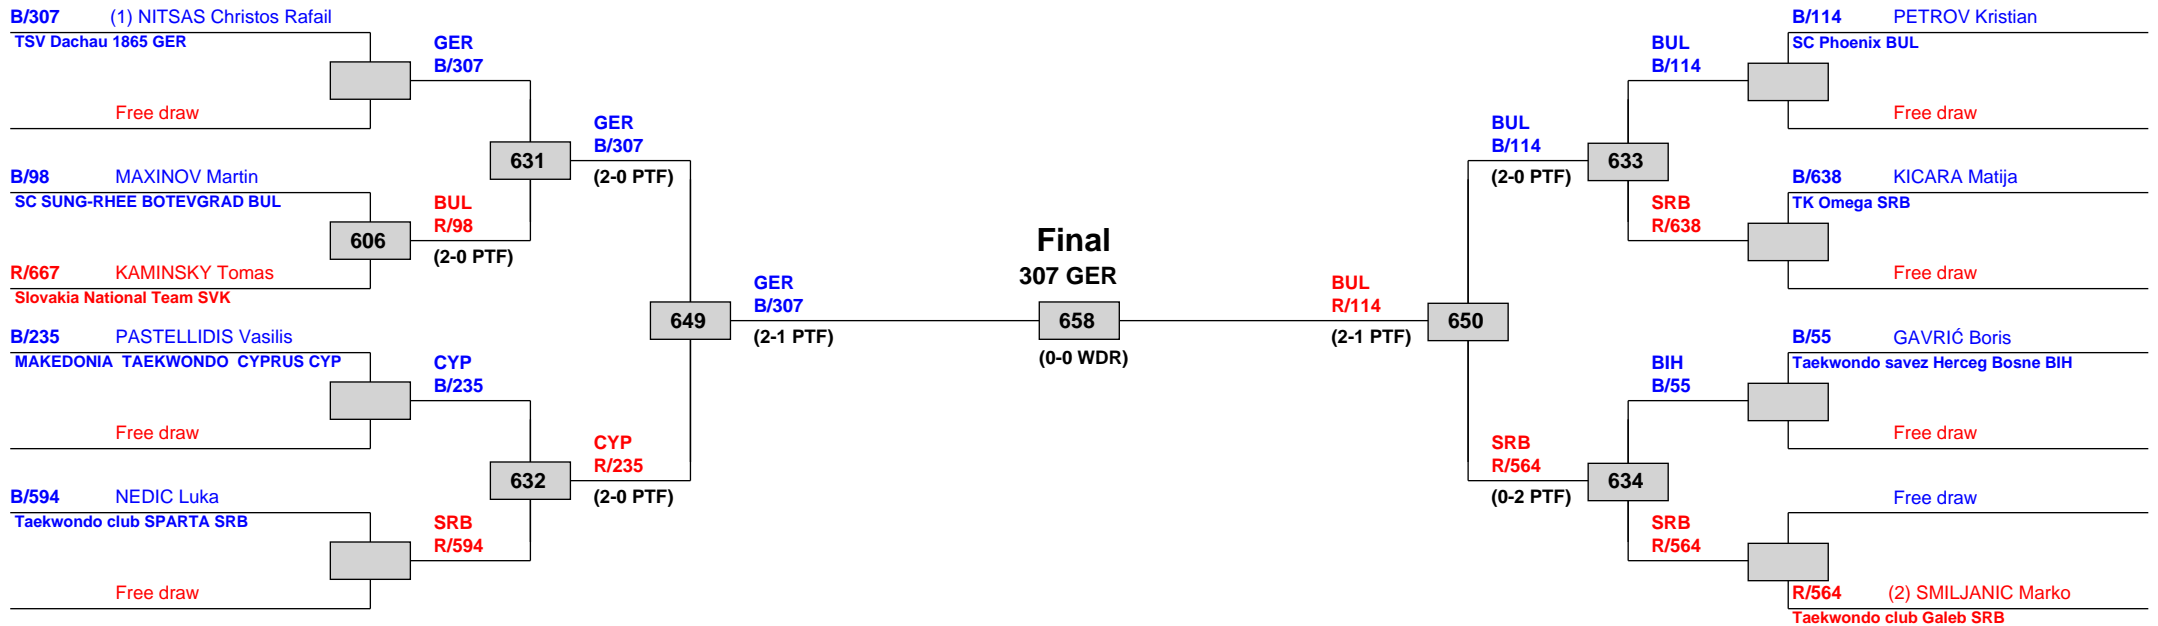 B/307 (1) NITSAS Christos Rafail
TSV Dachau 1865 GER
Free draw
B/98 MAXINOV Martin
SC SUNG-RHEE BOTEVGRAD BUL
R/667 KAMINSKY Tomas
Slovakia National Team SVK
B/235 PASTELLIDIS Vasilis
MAKEDONIA TAEKWONDO CYPRUS CYP
Free draw
B/594 NEDIC Luka
Taekwondo club SPARTA SRB
Free draw
606
GER
B/307
BUL
R/98
(2-0 PTF)
CYP
B/235
SRB
R/594
631
632
GER
B/307
(2-0 PTF)
CYP
R/235
(2-0 PTF)
649
GER
B/307
(2-1 PTF)
Final
307 GER
658
(0-0 WDR)
BUL
R/114
(2-1 PTF)
650
BUL
B/114
(2-0 PTF)
SRB
R/564
(0-2 PTF)
633
634
BUL
B/114
SRB
R/638
BIH
B/55
SRB
R/564
B/114 PETROV Kristian
SC Phoenix BUL
Free draw
B/638 KICARA Matija
TK Omega SRB
Free draw
B/55 GAVRIĆ Boris
Taekwondo savez Herceg Bosne BIH
Free draw
Free draw
R/564 (2) SMILJANIC Marko
Taekwondo club Galeb SRB